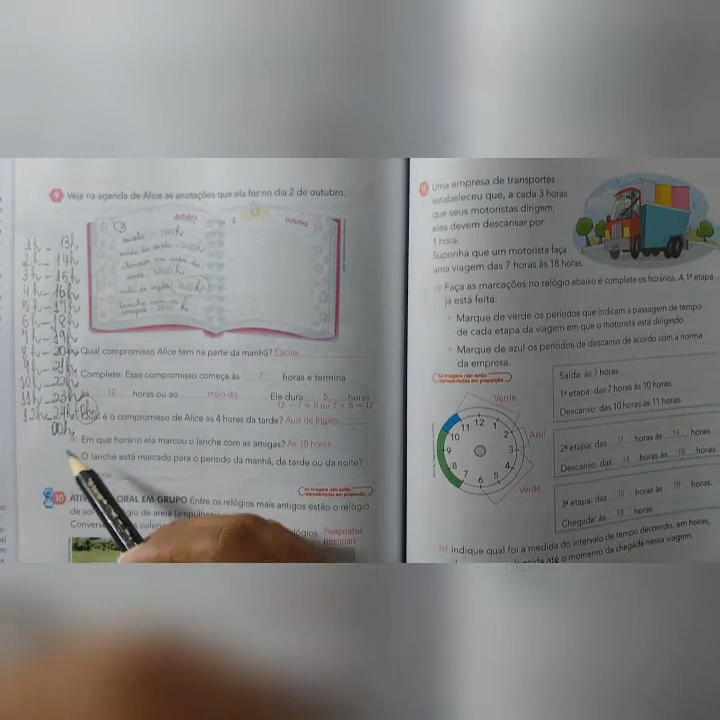 9 Veja na agenda de Alice as anotações que ela fez no dia 2 de outubro.
outubro
3
outubro
1h - 13h
2h - 14h
3h - 15h
4h - 16h
5h - 17h
6h - 18h
7h - 19h
8h - 20h
9h - 21h
10h - 22h
11h - 23h
12h - 24h
00h
Qual compromisso Alice tem na parte da manhã? Escola
Complete: Esse compromisso começa às 7 horas e termina
12 horas ou ao meio-dia. Ele dura 5 horas
12 - 7 = 5 ou 7 + 5 = 12
Qual é o compromisso de Alice às 4 horas da tarde? Aula de inglês
Em que horário ela marcou o lanche com as amigas? Às 19 horas
O lanche está marcado para o período da manhã, da tarde ou da noite?
As imagens não estão representadas em proporção.
10 ORAL EM GRUPO Entre os relógios mais antigos estão o relógio
de sol
Respostas
pessoais
Uma empresa de transportes
estabeleceu que, a cada 3 horas
que seus motoristas dirigem,
eles devem descansar por
1 hora.
Suponha que um motorista faça
uma viagem das 7 horas às 18 horas.
Faça as marcações no relógio abaixo e complete os horários. A 1ª etapa
já está feita.
• Marque de verde os períodos que indicam a passagem de tempo
de cada etapa da viagem em que o motorista está dirigindo.
• Marque de azul os períodos de descanso de acordo com a norma
da empresa.
As imagens não estão representadas em proporção.
Verde
Azul
Verde
12 1 2 3 4 5 6 7 8 9 10 11
Saída: às 7 horas.
1ª etapa: das 7 horas às 10 horas.
Descanso: das 10 horas às 11 horas.
2ª etapa: das 11 horas às 14 horas.
Descanso: das 14 horas às 15 horas.
3ª etapa: das 15 horas às horas.
Chegada: às 18 horas.
b) Indique qual foi a medida do intervalo de tempo decorrido, em horas,
até o momento da chegada nessa viagem.